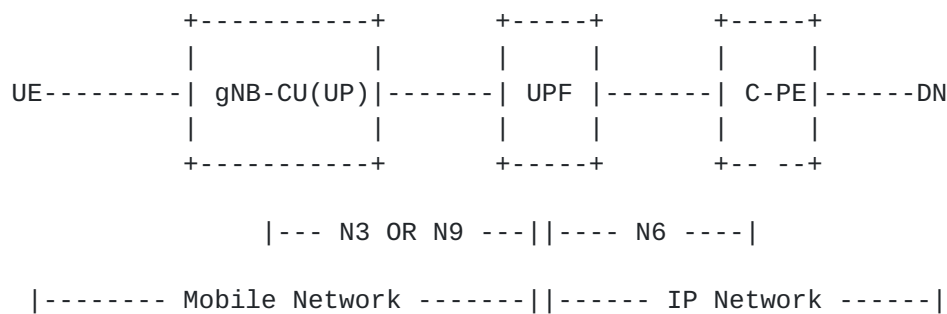 +-----------+ +-----+ +-----+
| | | | | |
UE---------| gNB-CU(UP)|-------| UPF |-------| C-PE|------DN
| | | | | |
+-----------+ +-----+ +-- --+
|--- N3 OR N9 ---||---- N6 ----|
|-------- Mobile Network -------||------ IP Network ------|